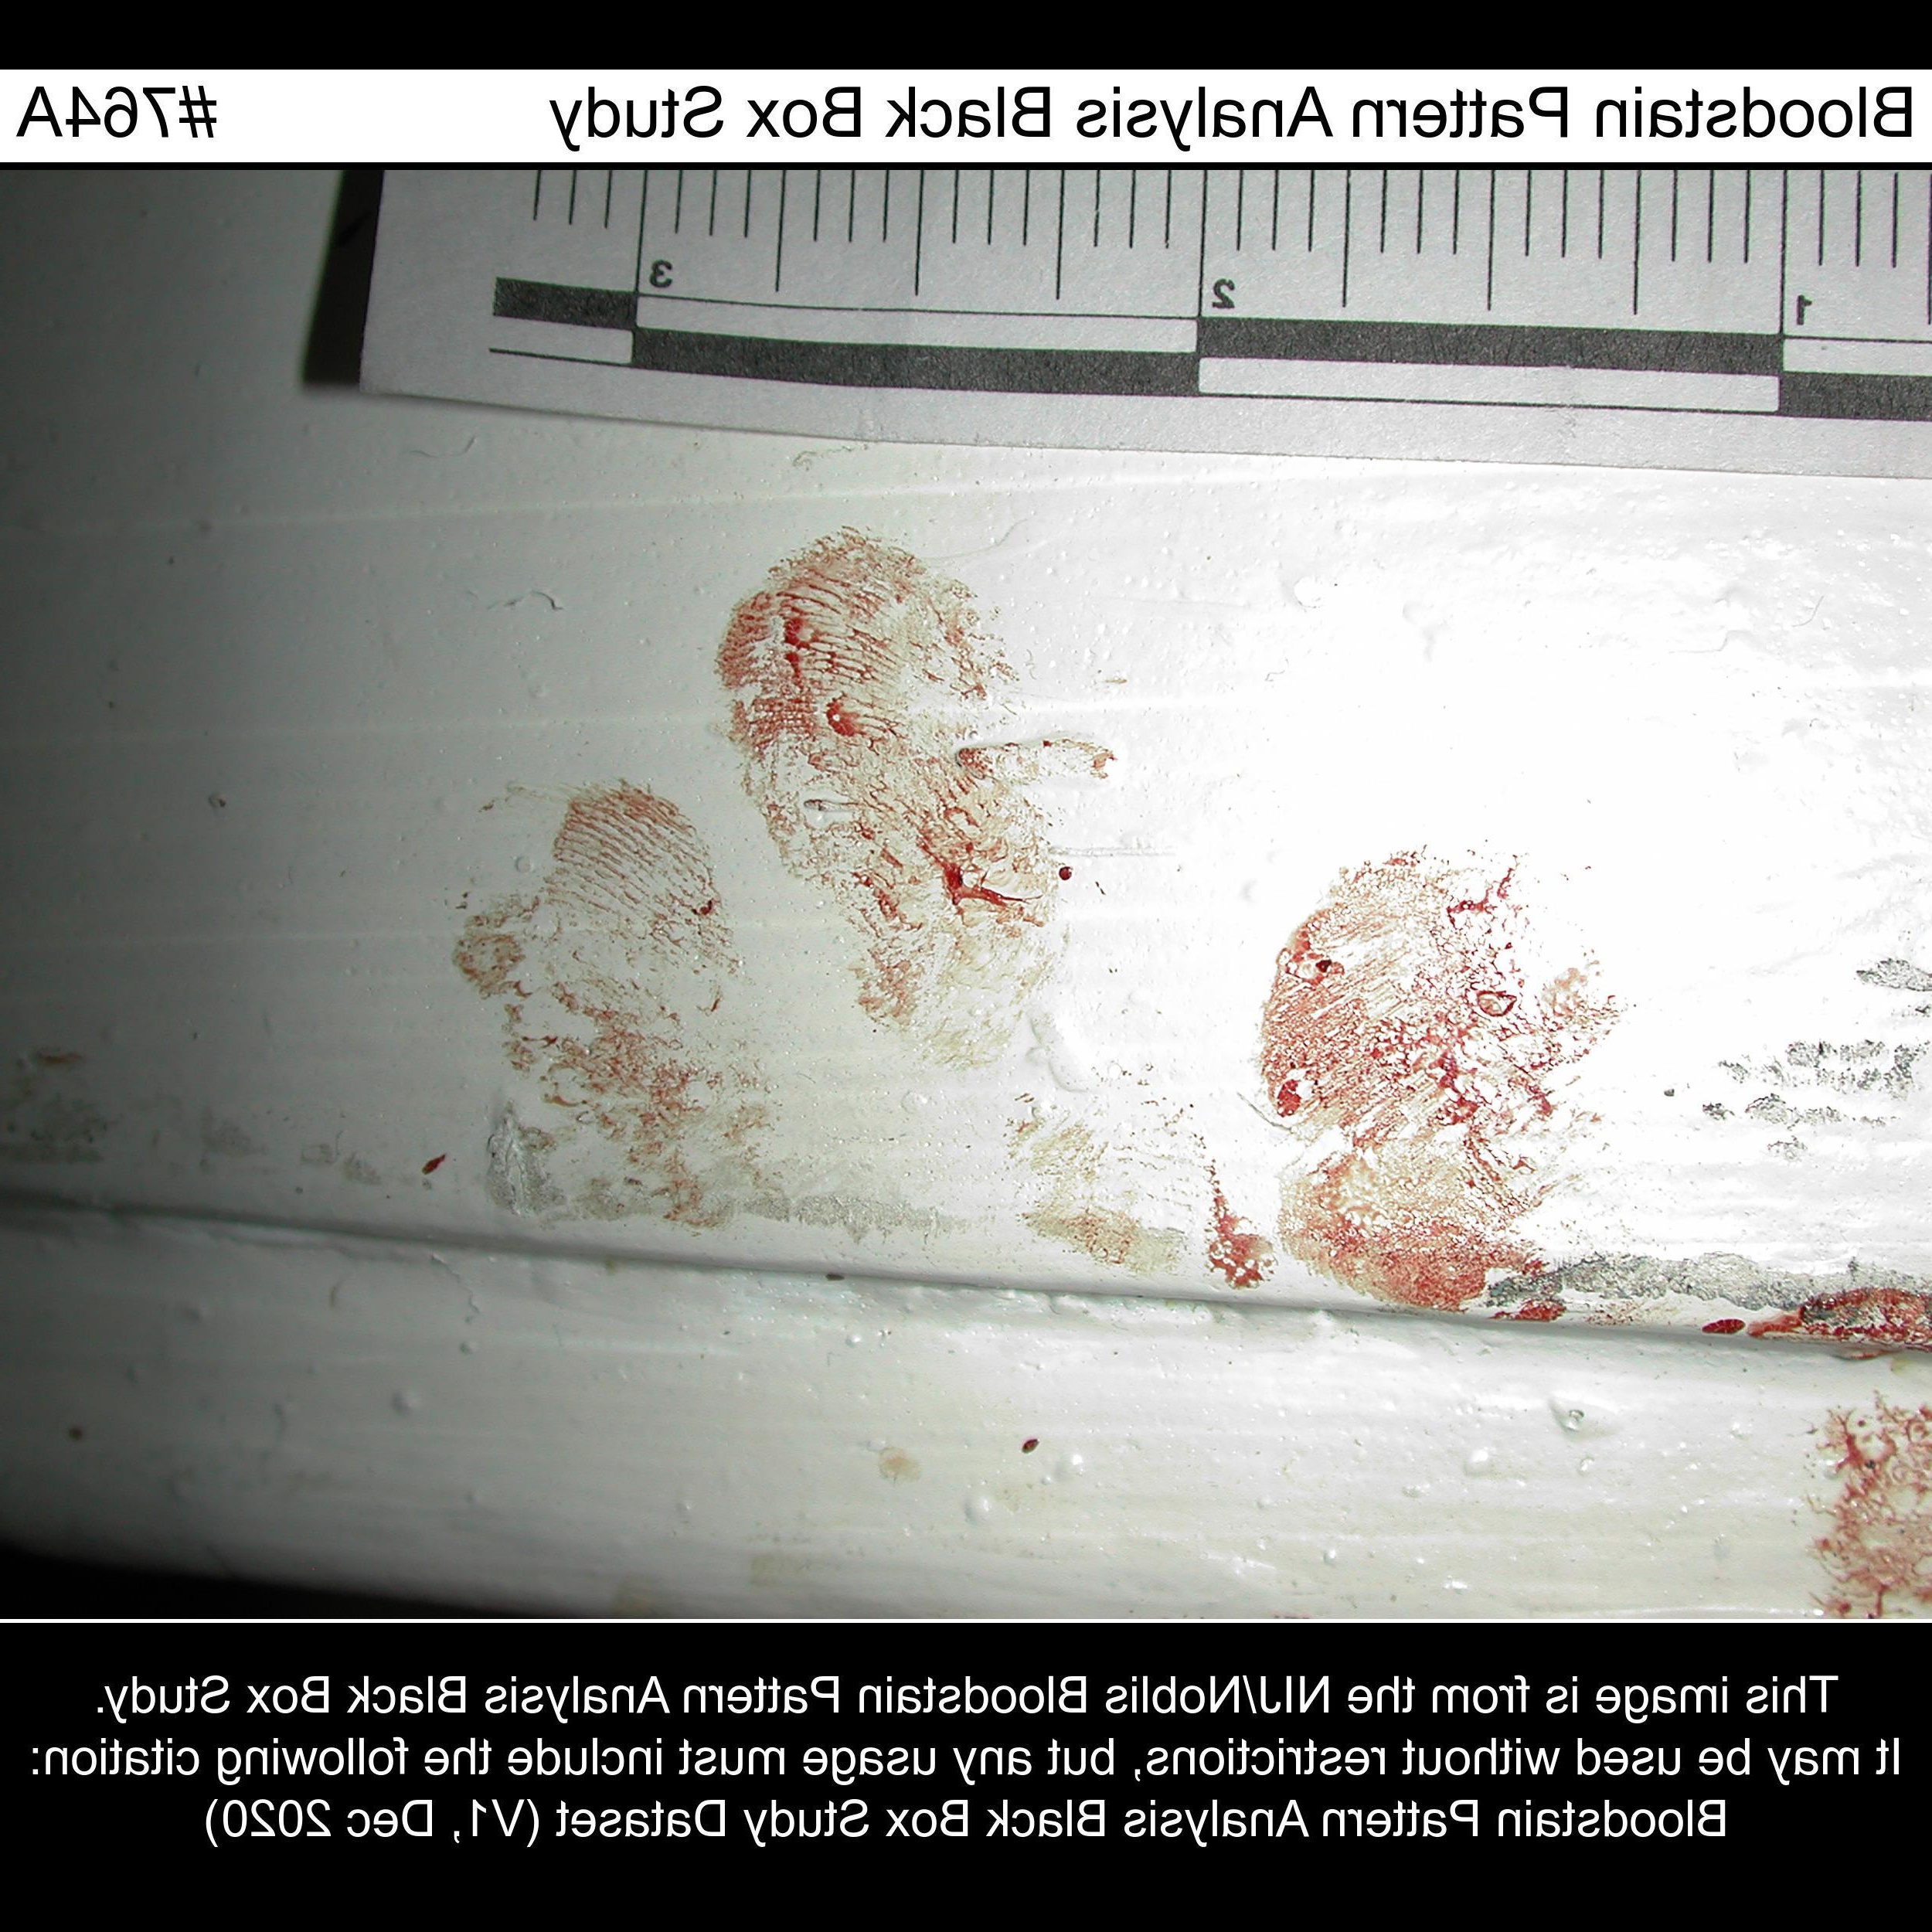 Bloodstain Pattern Analysis Black Box Study #764A
1 2 3
This image is from the NIJ/Noblis Bloodstain Pattern Analysis Black Box Study.
It may be used without restrictions, but any usage must include the following citation:
Bloodstain Pattern Analysis Black Box Study Dataset (V1, Dec 2020)